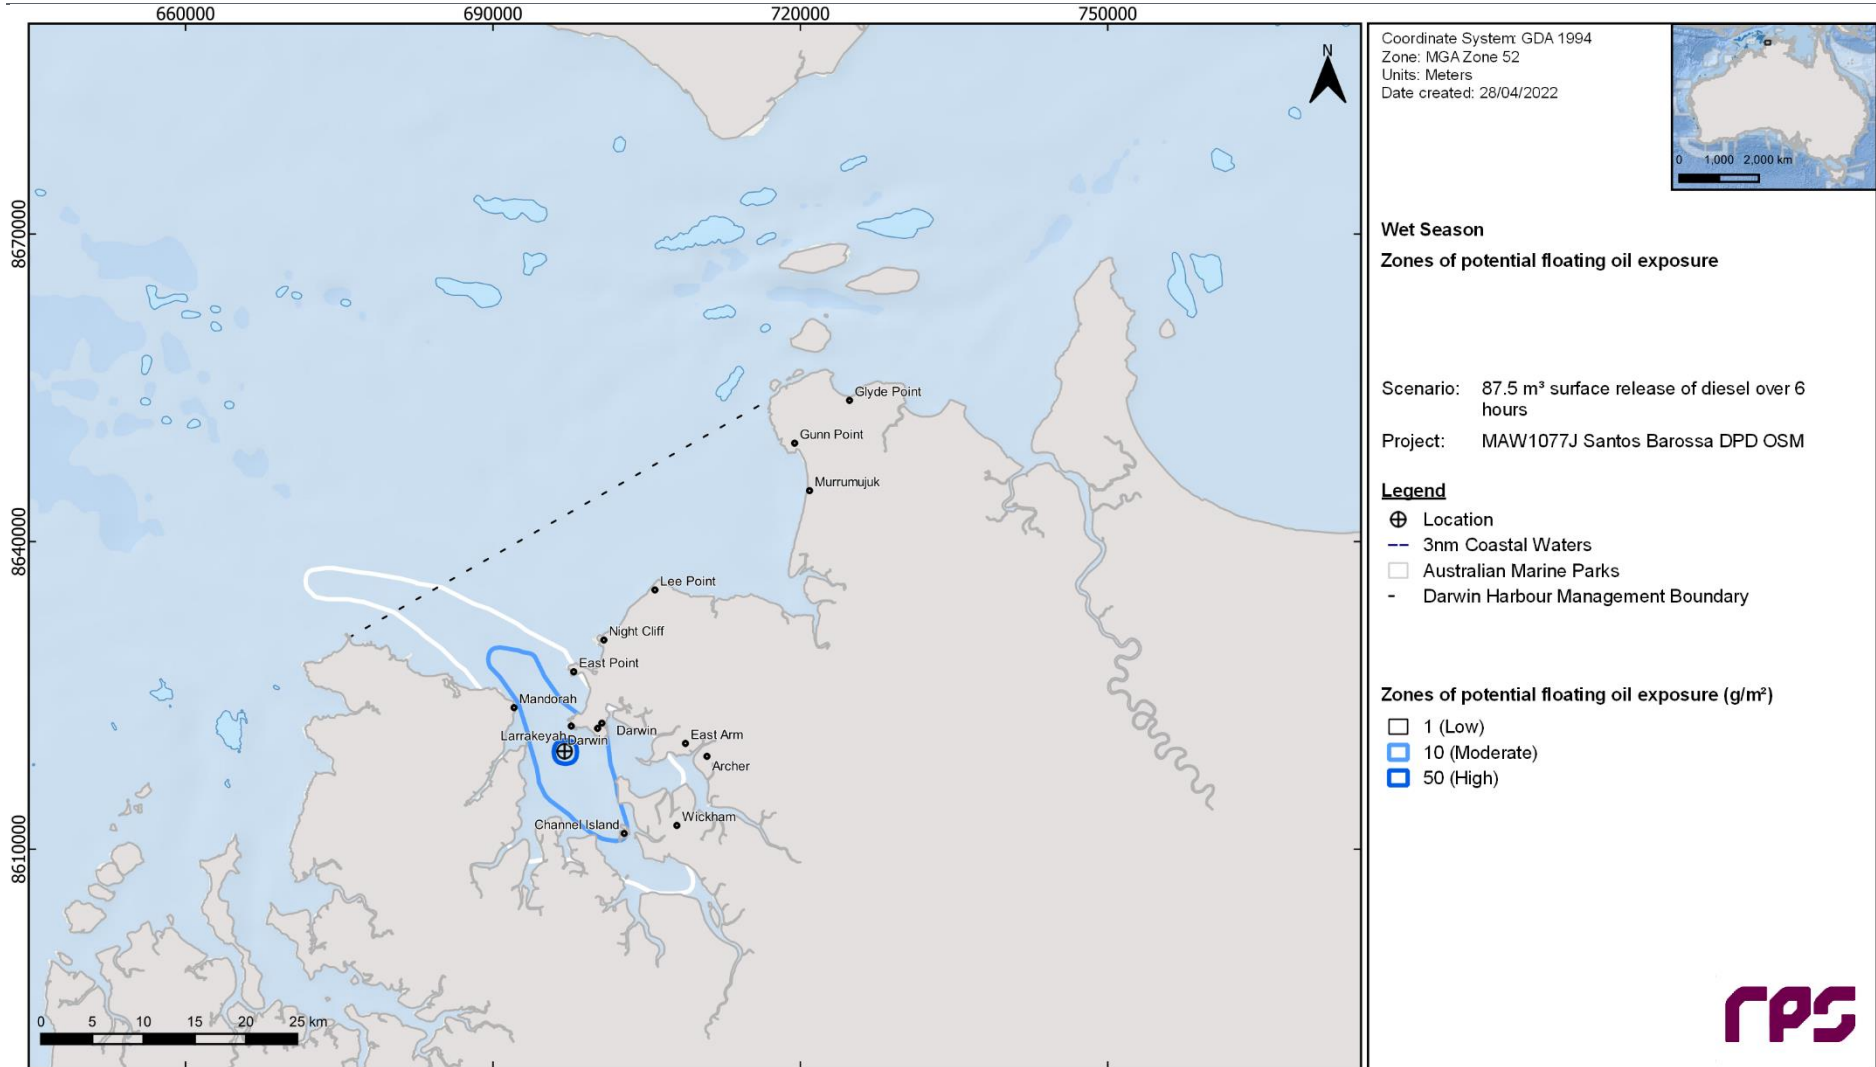 660000
690000
720000
750000
8670000
8640000
8610000
N
Glyde Point
Gunn Point
Murrumujuk
Lee Point
Night Cliff
East Point
Mandorah
Larrakeyah
Darwin
Darwin
East Arm
Archer
Channel Island
Wickham
0 5 10 15 20 25 km
Coordinate System: GDA 1994
Zone: MGA Zone 52
Units: Meters
Date created: 28/04/2022
0 1,000 2,000 km
Wet Season
Zones of potential floating oil exposure
Scenario: 87.5 m³ surface release of diesel over 6
hours
Project: MAW1077J Santos Barossa DPD OSM
Legend
Location
3nm Coastal Waters
Australian Marine Parks
Darwin Harbour Management Boundary
Zones of potential floating oil exposure (g/m²)
1 (Low)
10 (Moderate)
50 (High)
rps